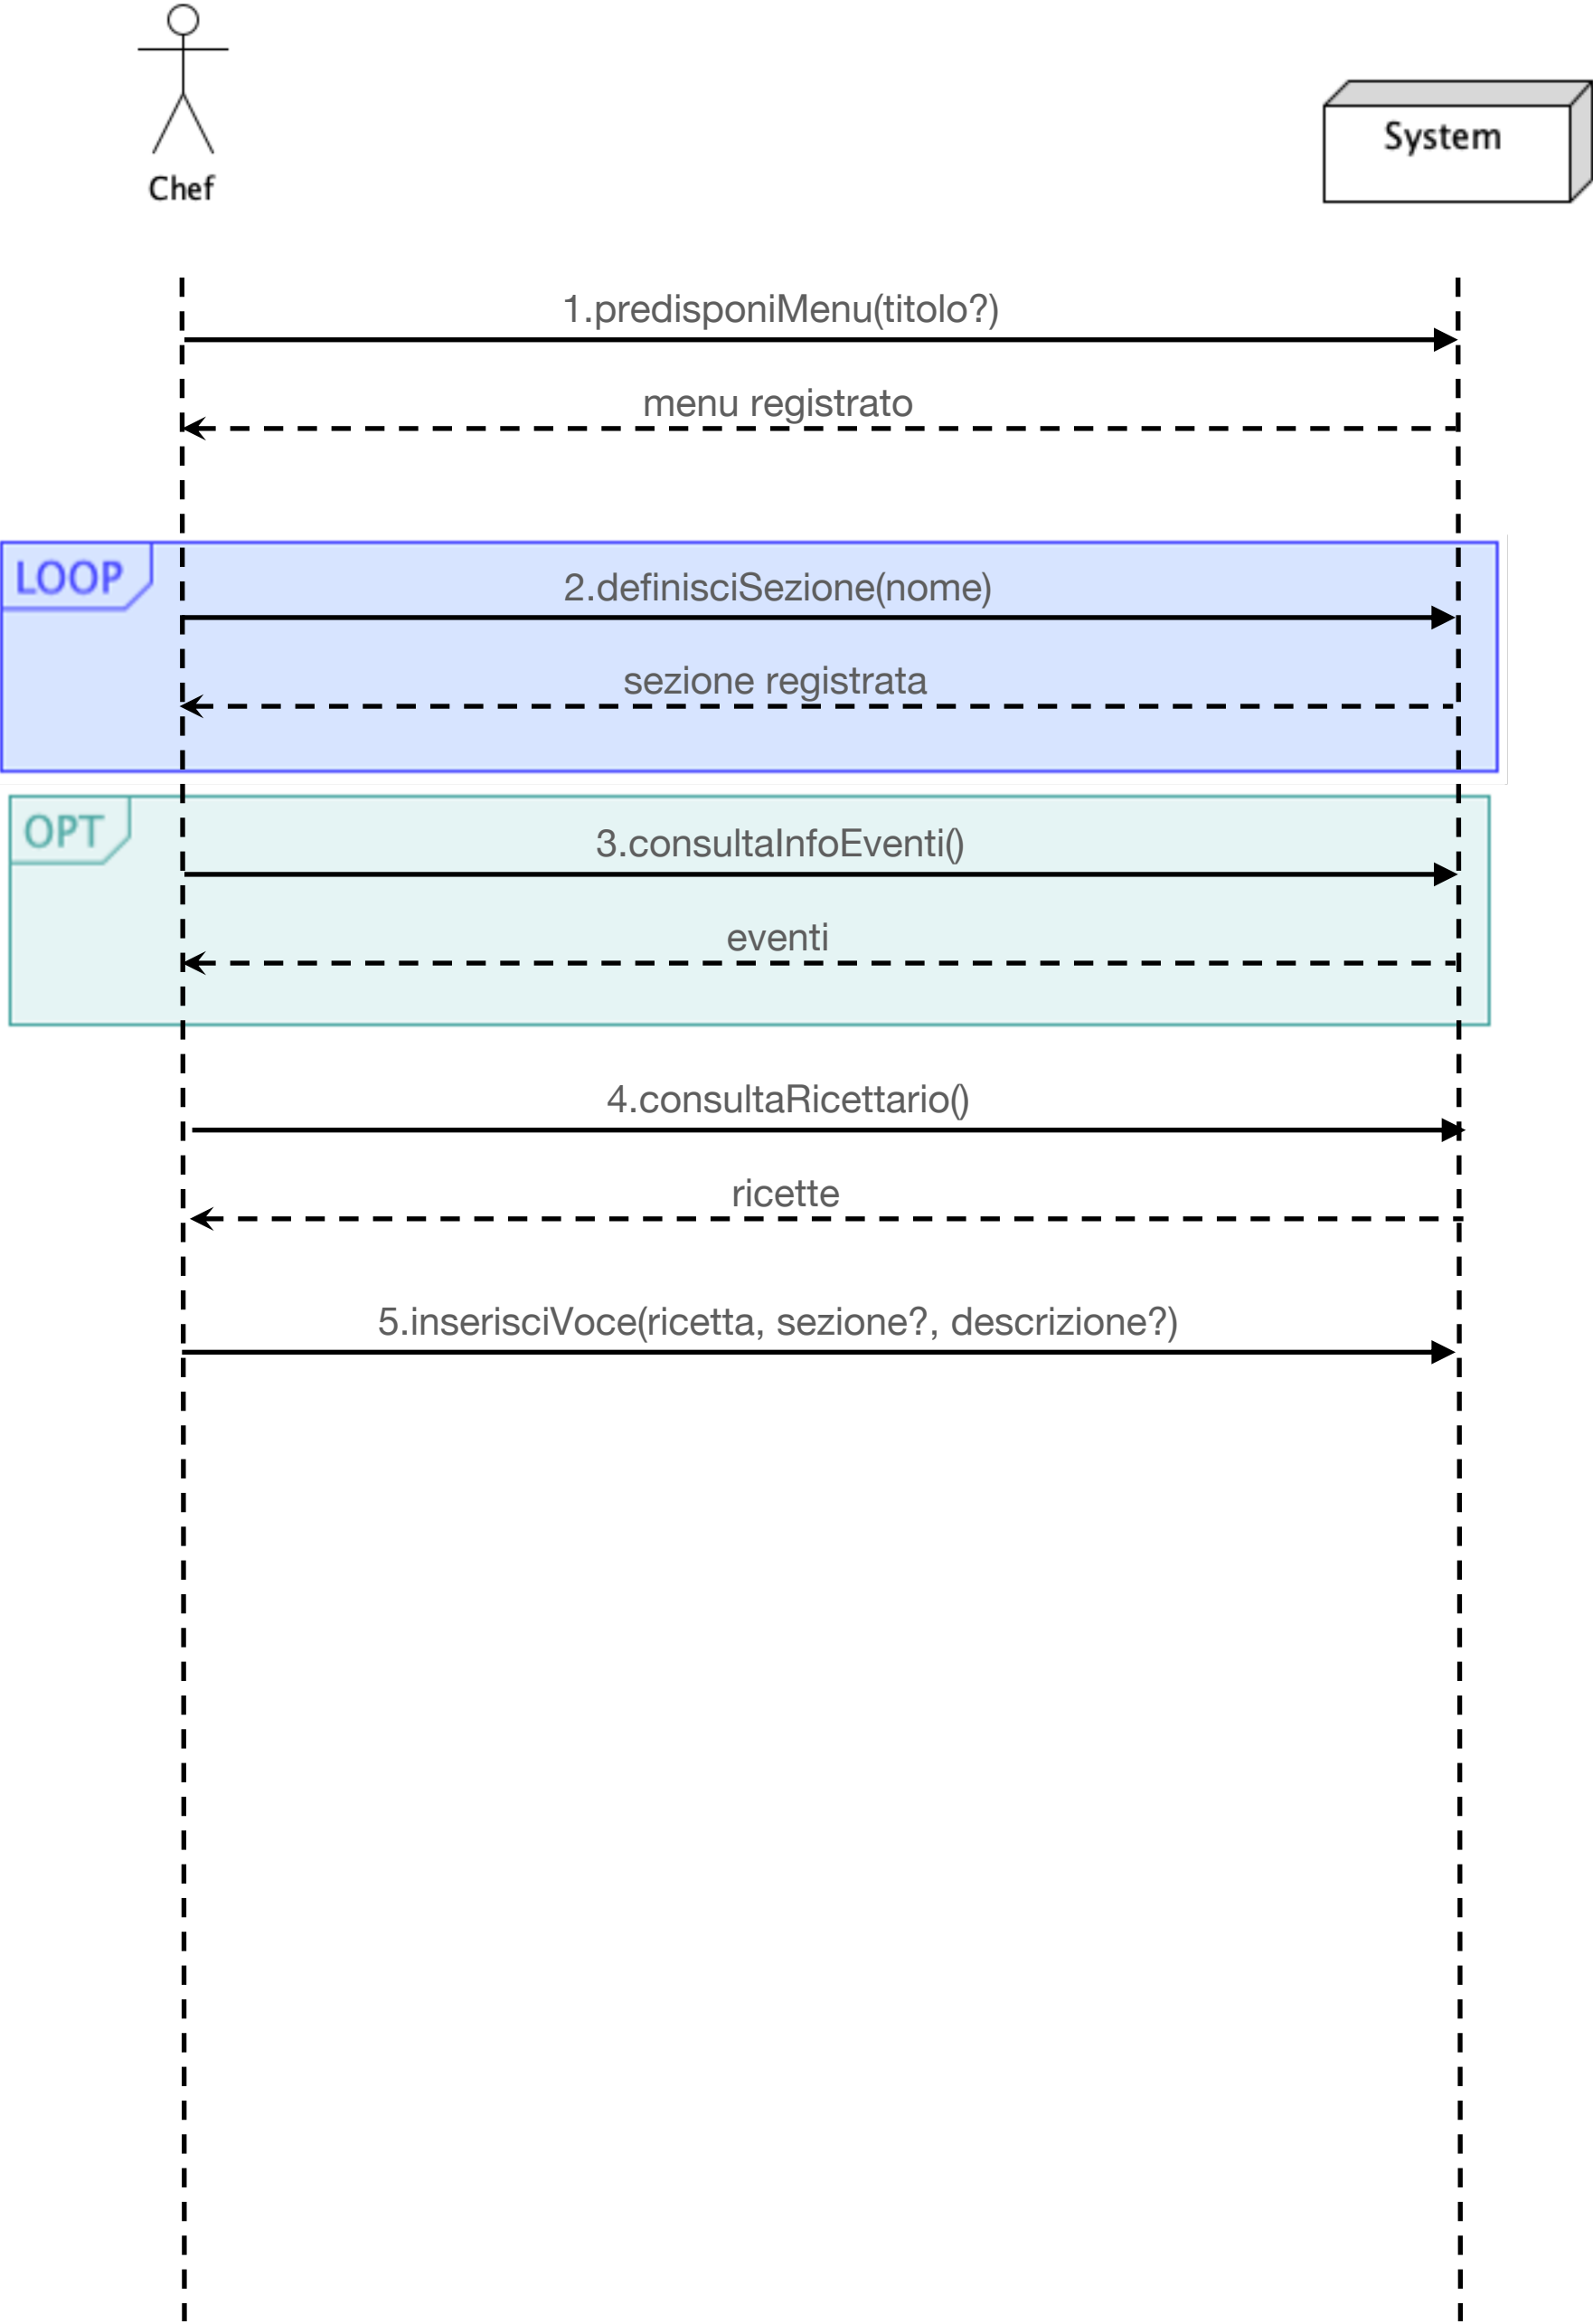 Chef
System
1.predisponiMenu(titolo?)
menu registrato
LOOP
2.definisciSezione(nome)
sezione registrata
OPT
3.consultaInfoEventi()
eventi
4.consultaRicettario()
ricette
5.inserisciVoce(ricetta, sezione?, descrizione?)